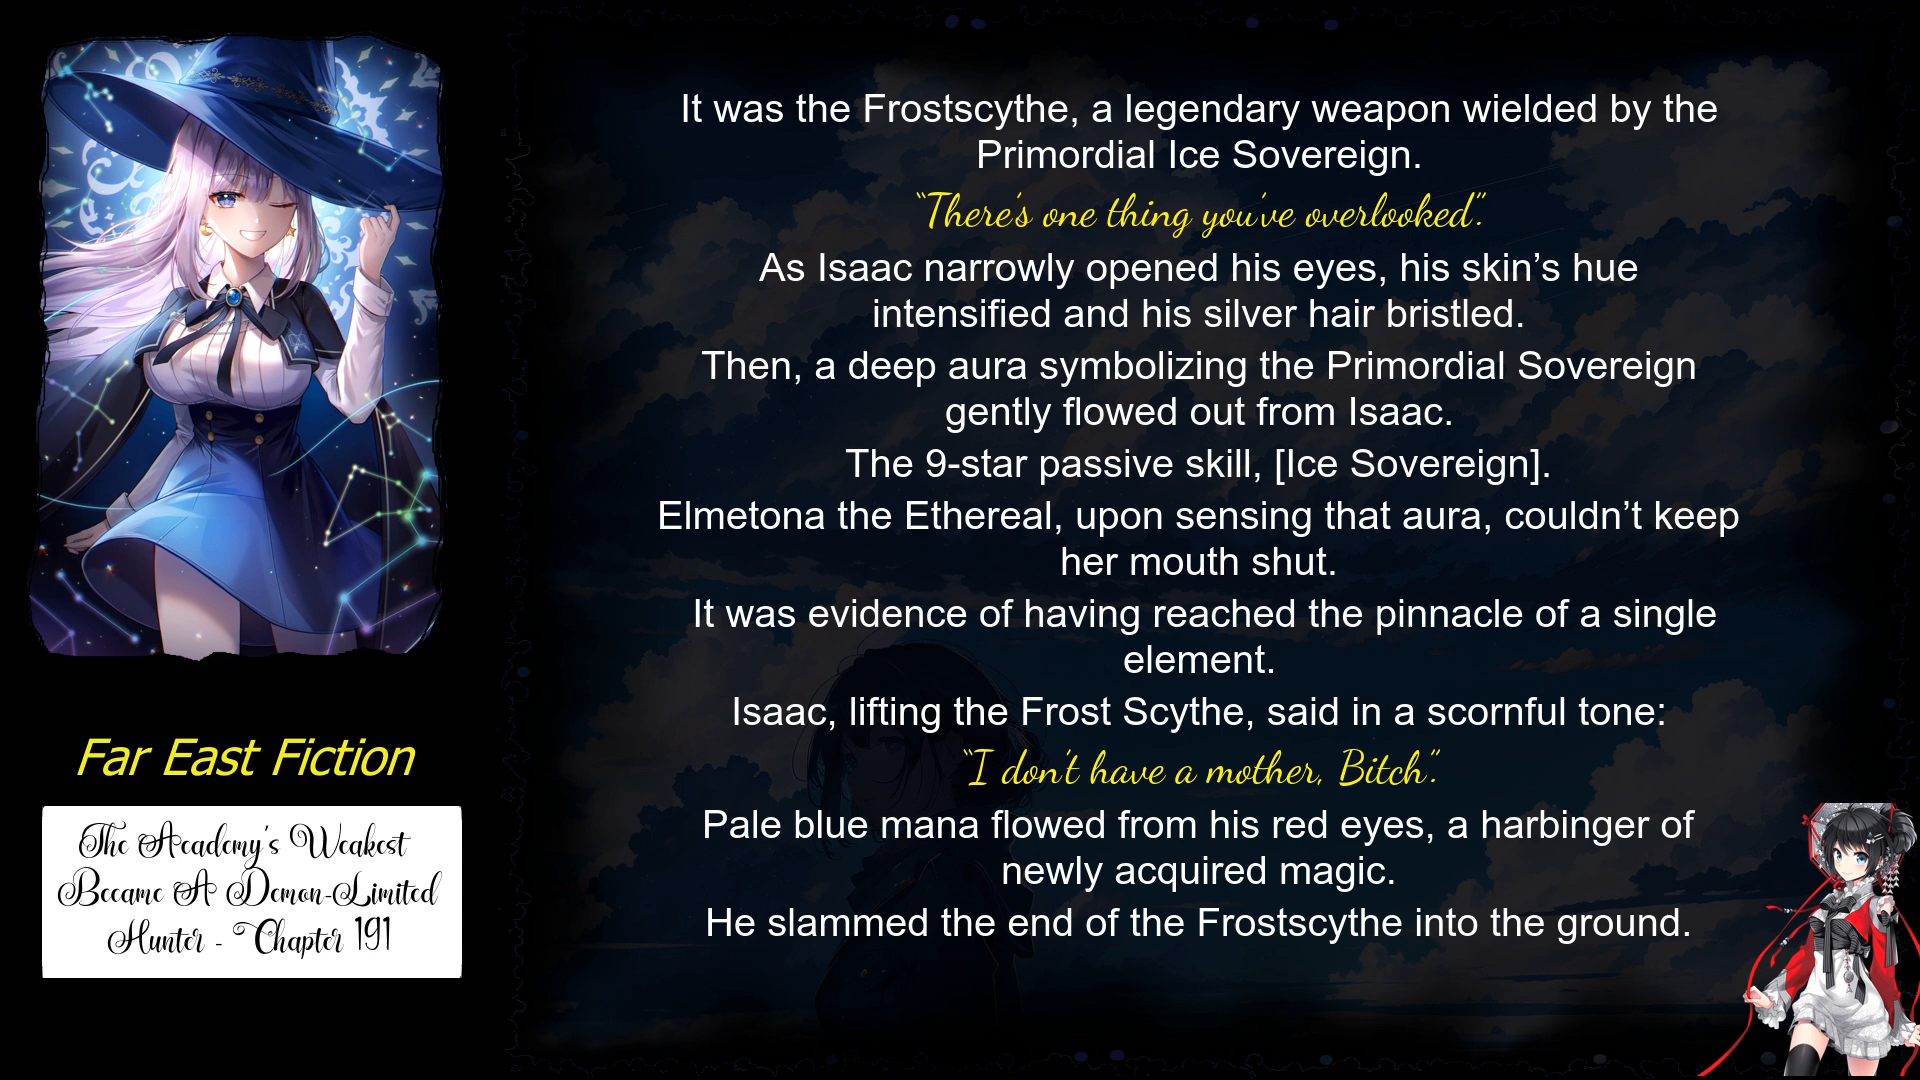 It was the Frostscythe, a legendary weapon wielded by the
Primordial Ice Sovereign.
“There’s one thing you’ve overlooked”.
As Isaac narrowly opened his eyes, his skin’s hue
intensified and his silver hair bristled.
Then, a deep aura symbolizing the Primordial Sovereign
gently flowed out from Isaac.
The 9-star passive skill, [Ice Sovereign].
Elmetona the Ethereal, upon sensing that aura, couldn’t keep
her mouth shut.
It was evidence of having reached the pinnacle of a single
element.
Isaac, lifting the Frost Scythe, said in a scornful tone:
“I don’t have a mother, Bitch”.
Pale blue mana flowed from his red eyes, a harbinger of
newly acquired magic.
He slammed the end of the Frostscythe into the ground.
Far East Fiction
The Academy's Weakest
Became A Demon-Limited
Hunter - Chapter 191